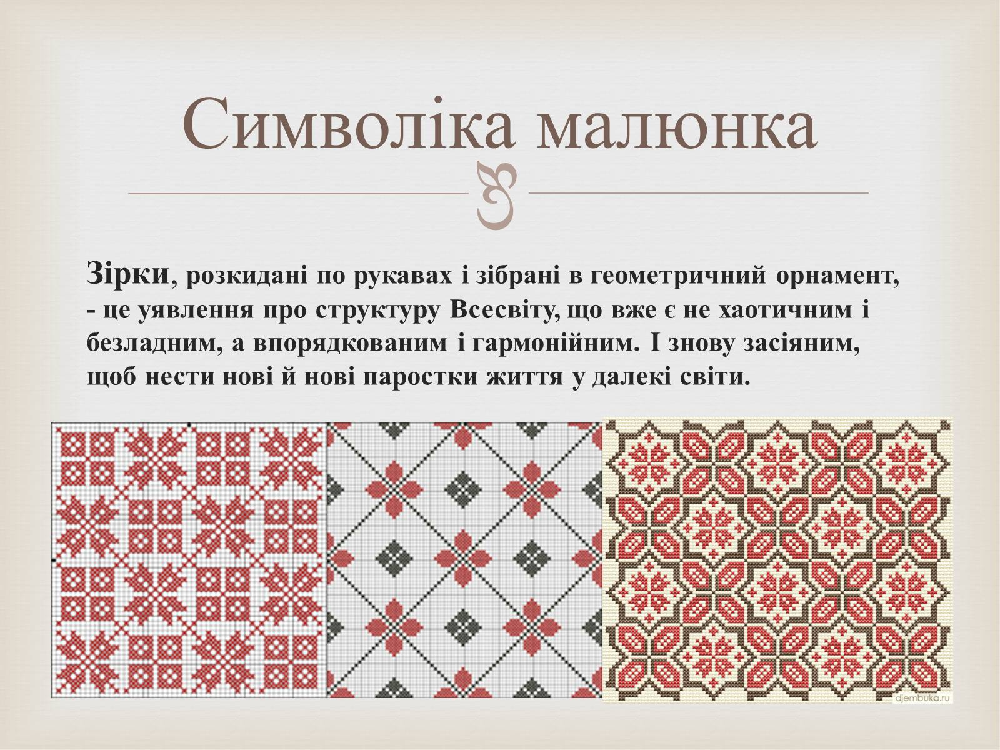 Символіка малюнка
Зірки, розкидані по рукавах і зібрані в геометричний орнамент,
- це уявлення про структуру Всесвіту, що вже є не хаотичним і
безладним, а впорядкованим і гармонійним. І знову засіяним,
щоб нести нові й нові паростки життя у далекі світи.
djembuka.ru